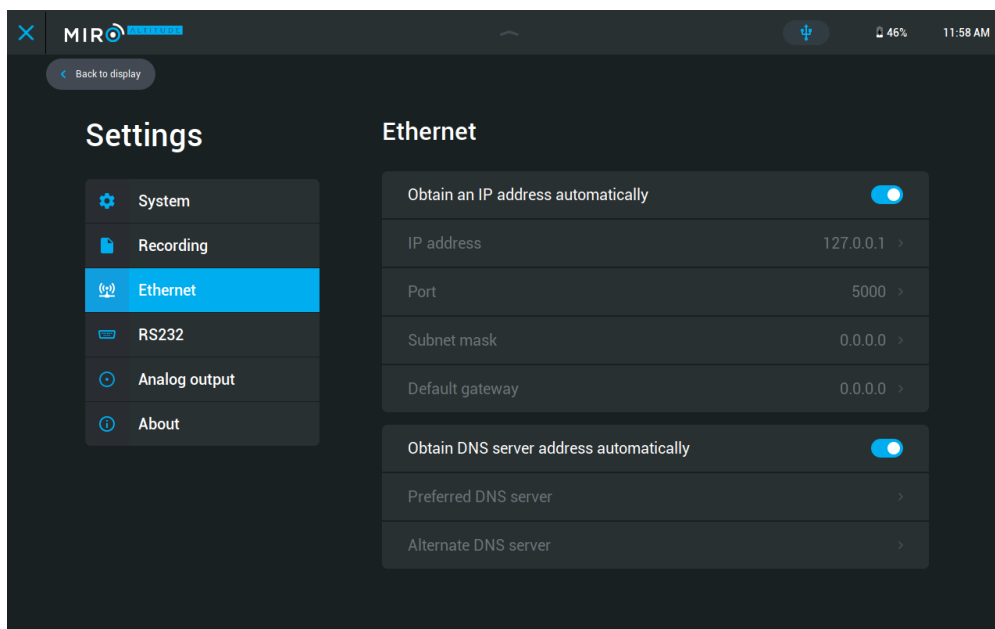 MIRO ALTITUDE
46%
11:58 AM
Back to display
Settings
System
Recording
Ethernet
RS232
Analog output
About
Ethernet
Obtain an IP address automatically
IP address 127.0.0.1
Port 5000
Subnet mask 0.0.0.0
Default gateway 0.0.0.0
Obtain DNS server address automatically
Preferred DNS server
Alternate DNS server